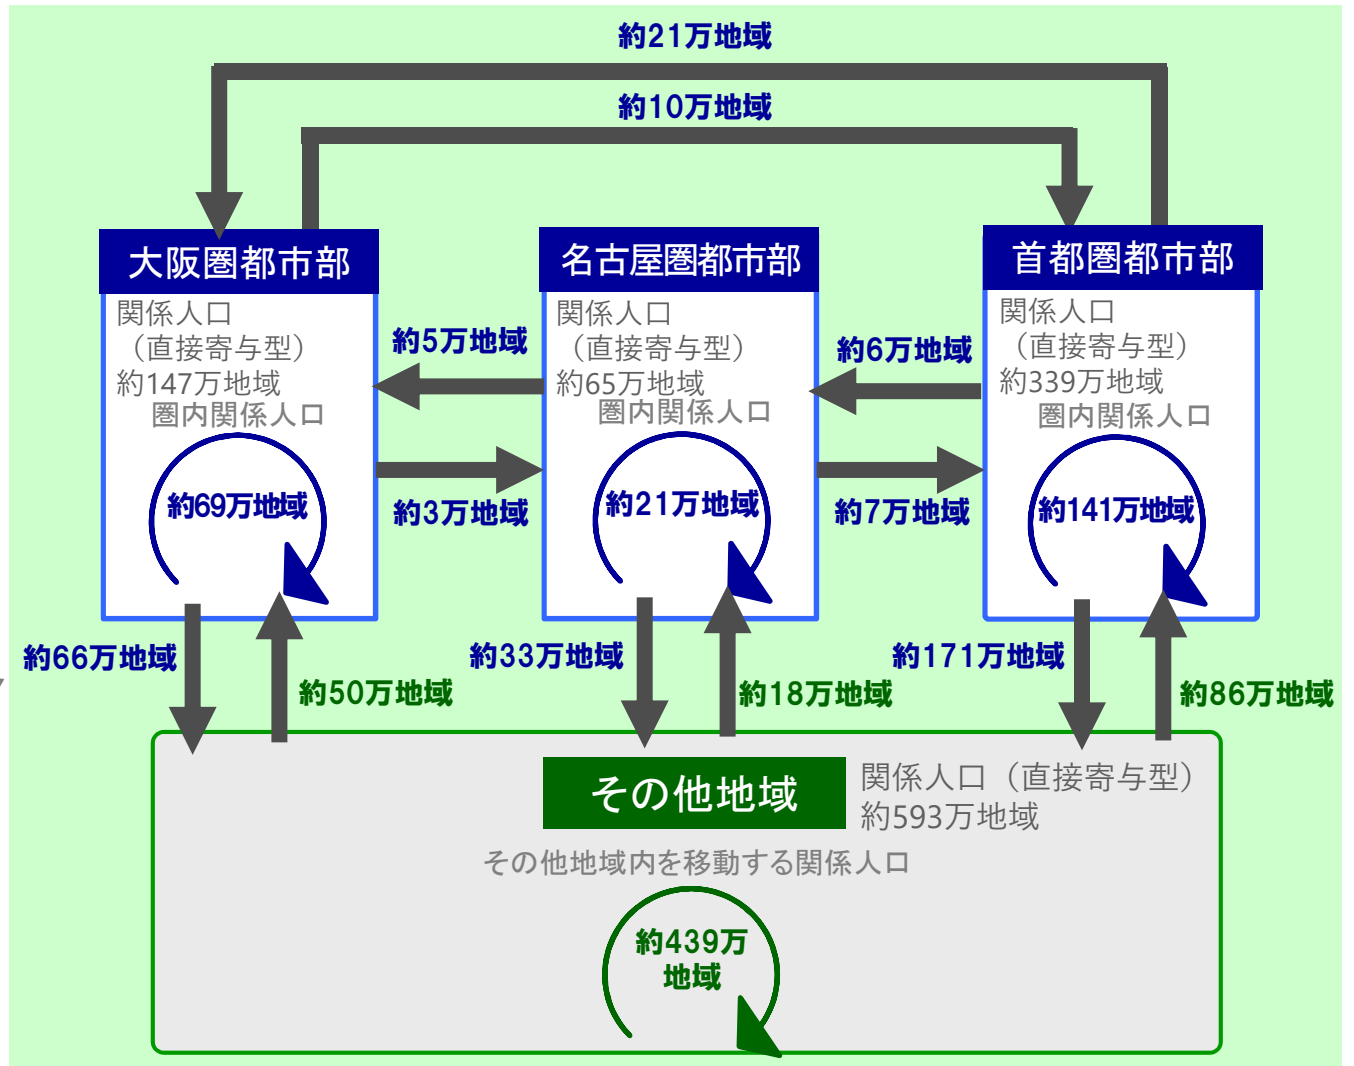 約21万地域
約10万地域
大阪圏都市部
関係人口
（直接寄与型）
約147万地域
圏内関係人口
約69万地域
約5万地域
約3万地域
名古屋圏都市部
関係人口
（直接寄与型）
約65万地域
圏内関係人口
約21万地域
約6万地域
約7万地域
首都圏都市部
関係人口
（直接寄与型）
約339万地域
圏内関係人口
約141万地域
約66万地域
約50万地域
約33万地域
約18万地域
約171万地域
約86万地域
その他地域
関係人口（直接寄与型）
約593万地域
その他地域内を移動する関係人口
約439万
地域